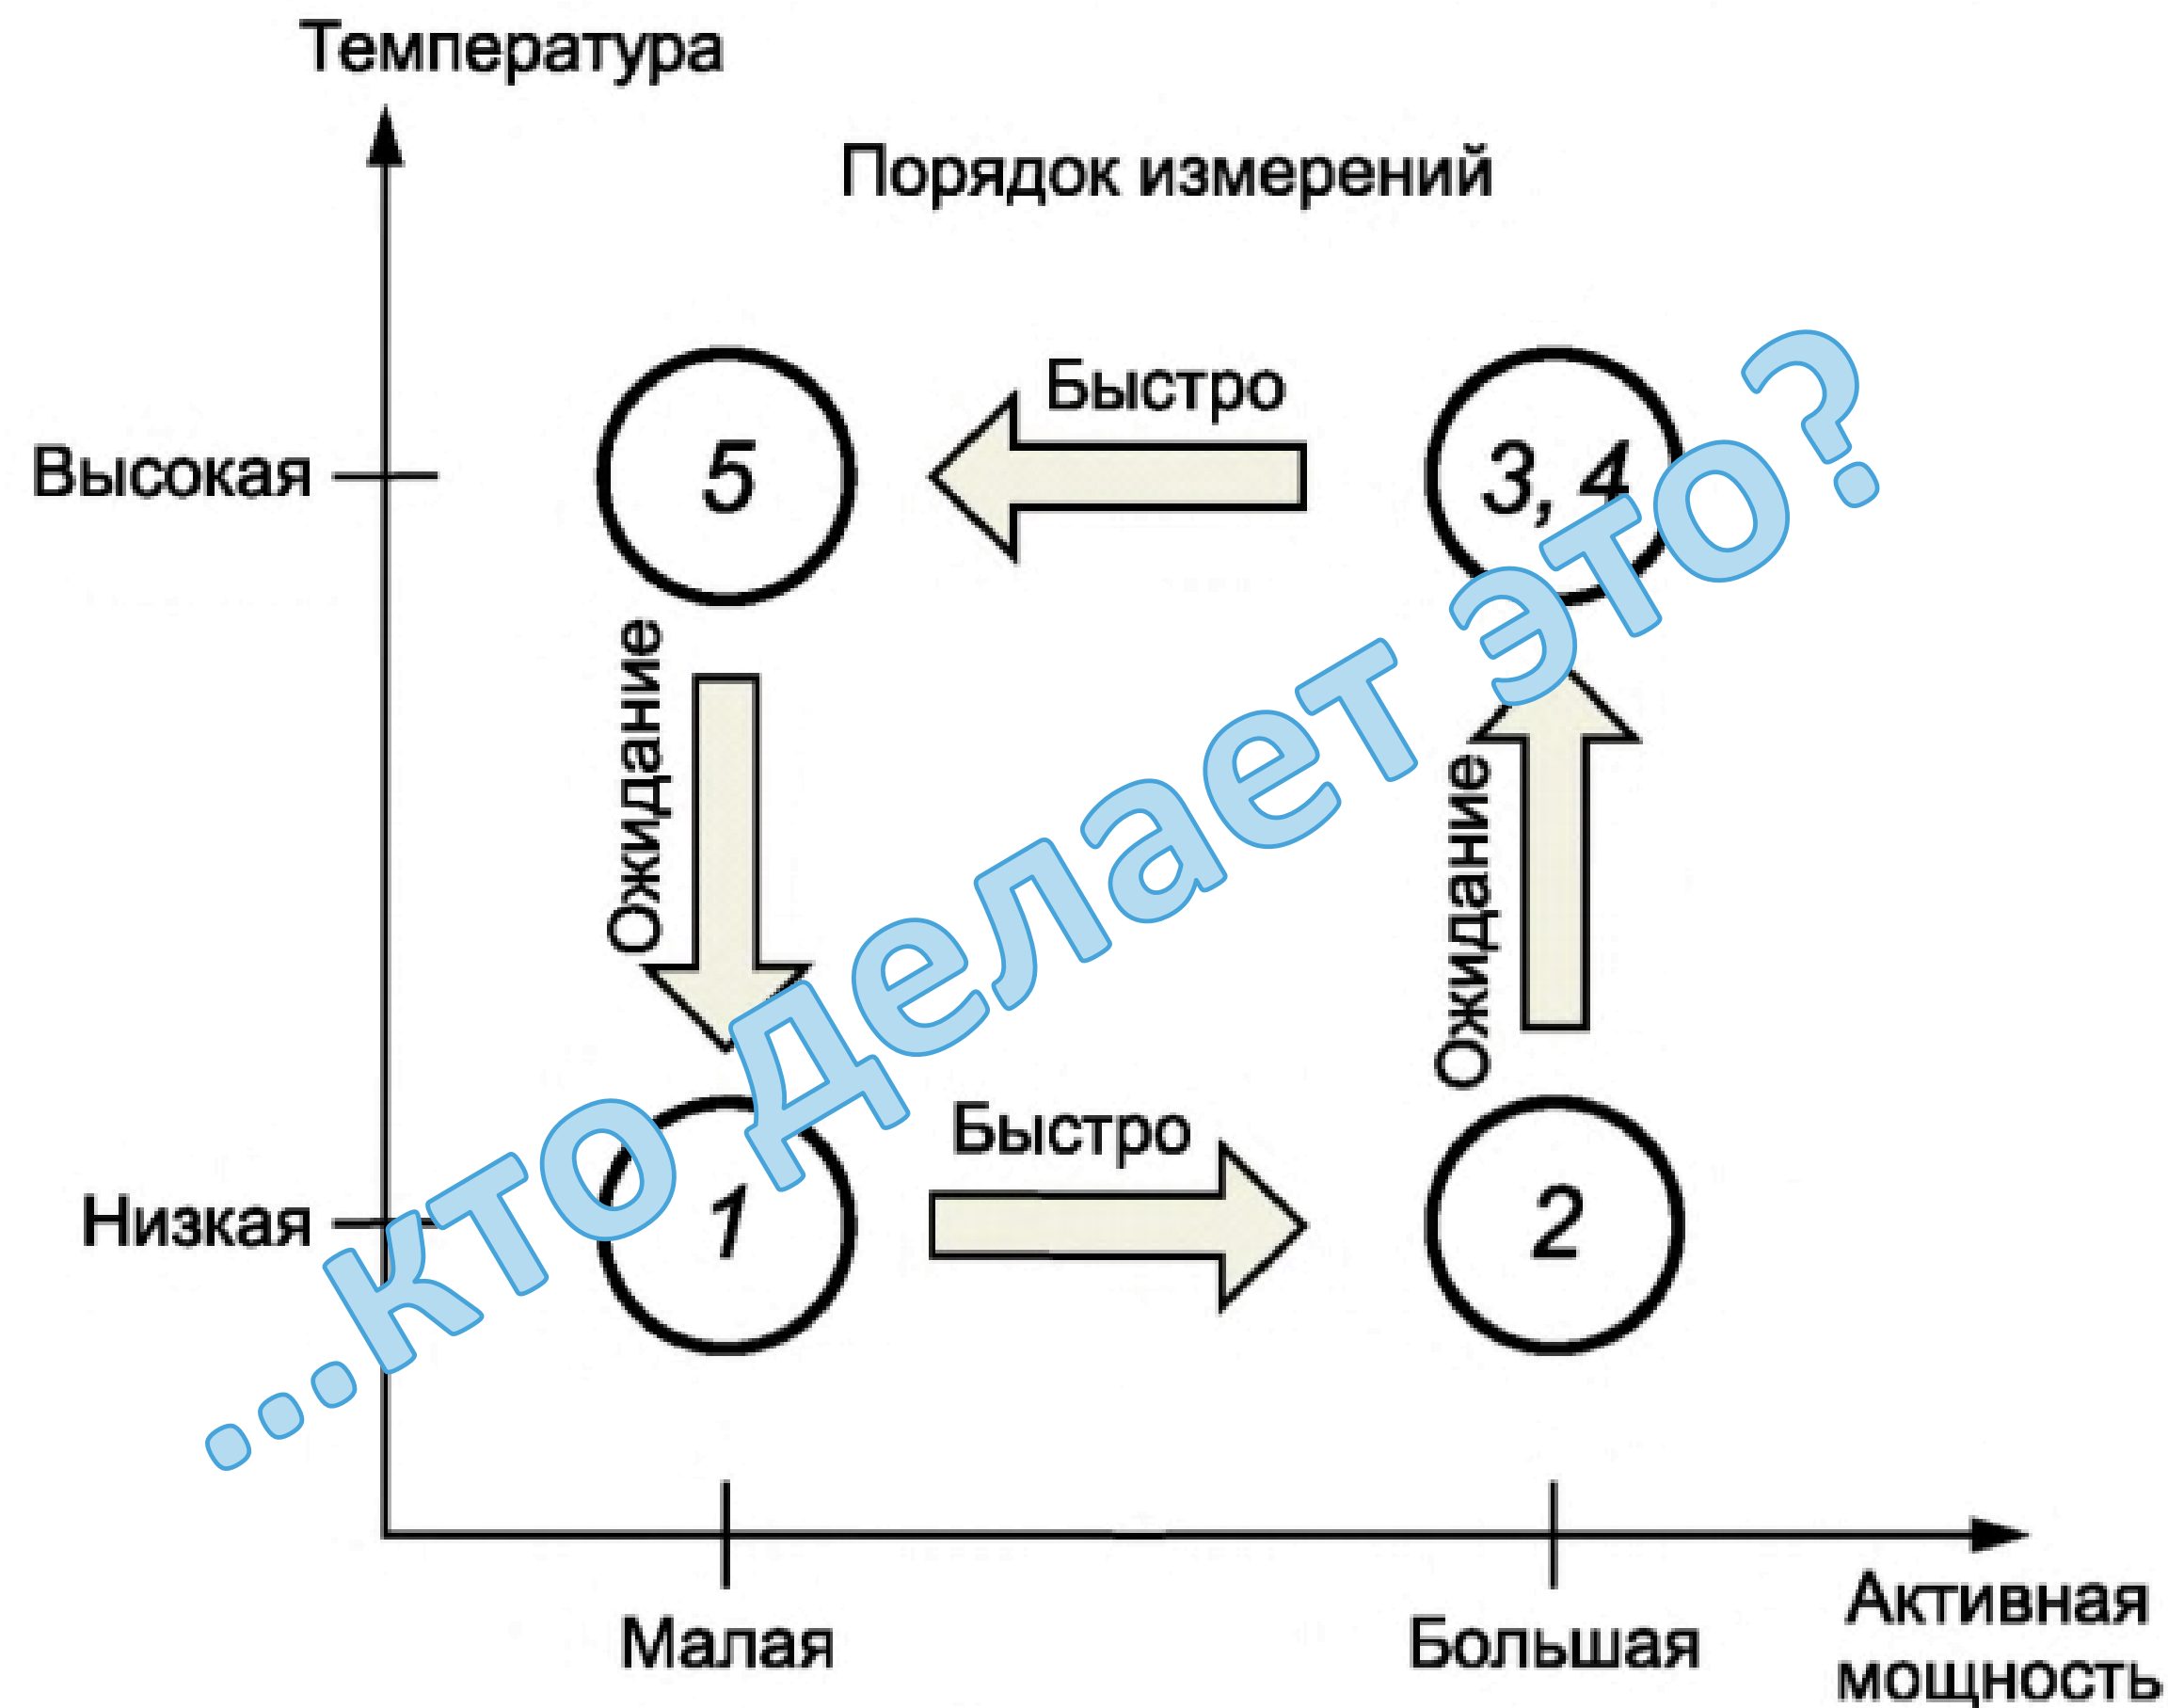 Температура
Порядок измерений
Быстро
Высокая
5
3, 4
Ожидание
Ожидание
...кто делает это?
Быстро
Низкая
1
2
Малая
Большая
Активная
мощность